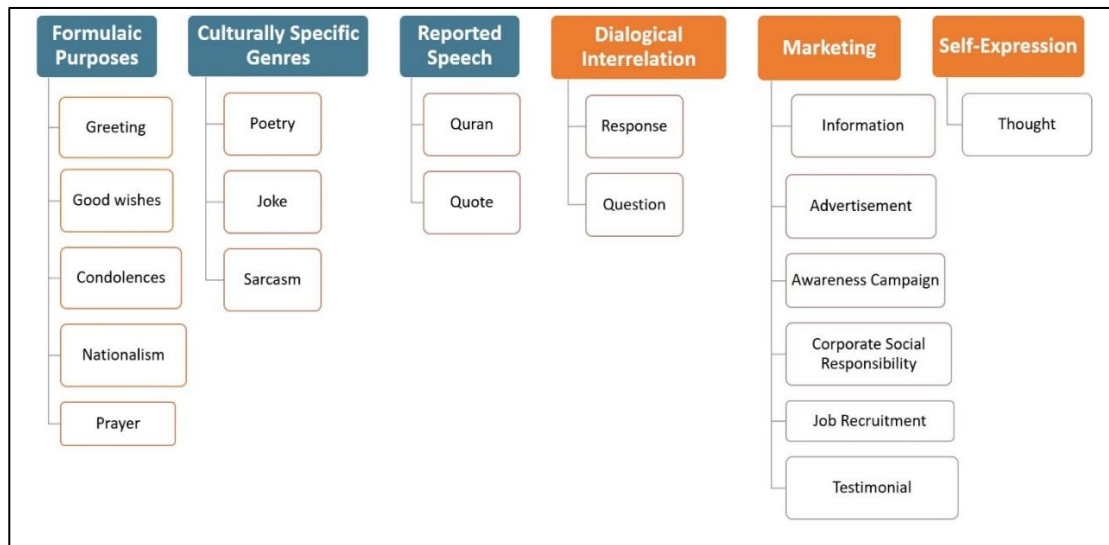 Formulaic
Purposes
Greeting
Good wishes
Condolences
Nationalism
Prayer
Culturally Specific
Genres
Poetry
Joke
Sarcasm
Reported
Speech
Quran
Quote
Dialogical
Interrelation
Response
Question
Marketing
Information
Advertisement
Awareness Campaign
Corporate Social
Responsibility
Job Recruitment
Testimonial
Self-Expression
Thought